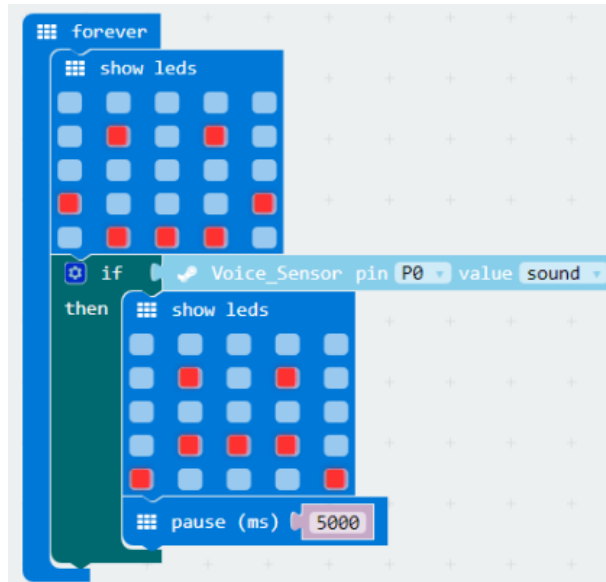 forever
show leds
if Voice_Sensor pin P0 value sound
then show leds
pause (ms) 5000